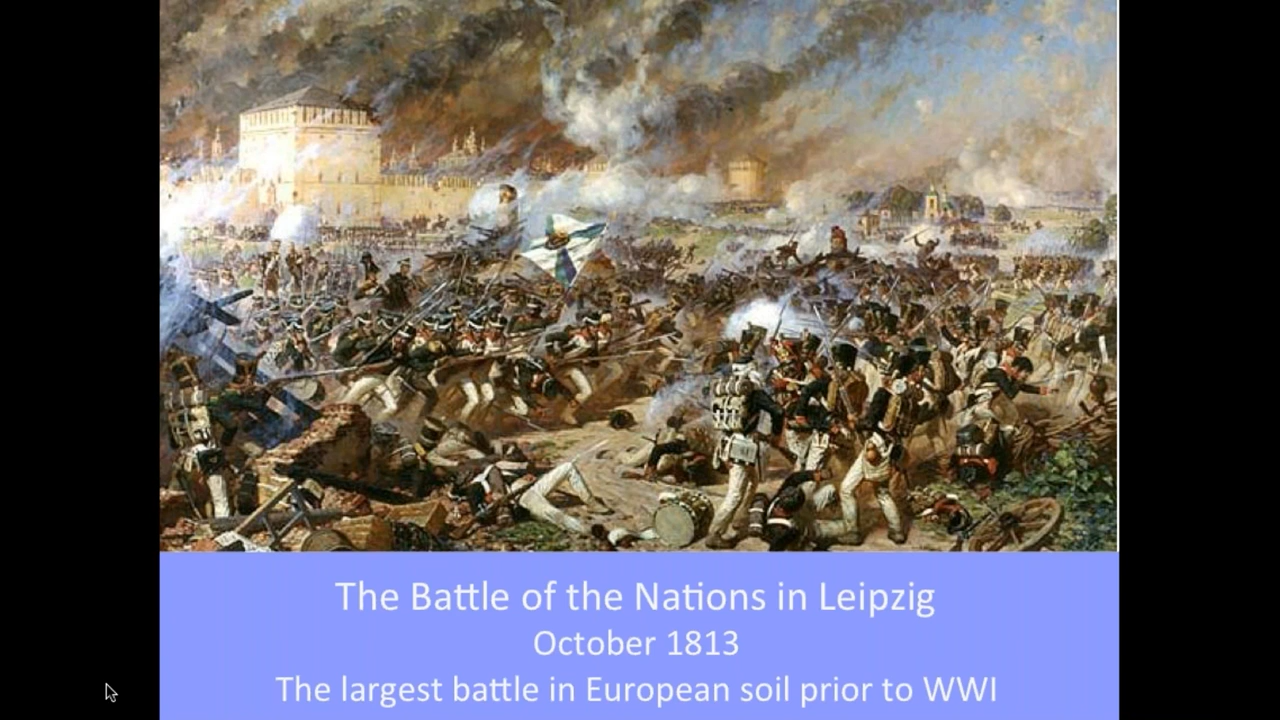 The Battle of the Nations in Leipzig
October 1813
The largest battle in European soil prior to WWI